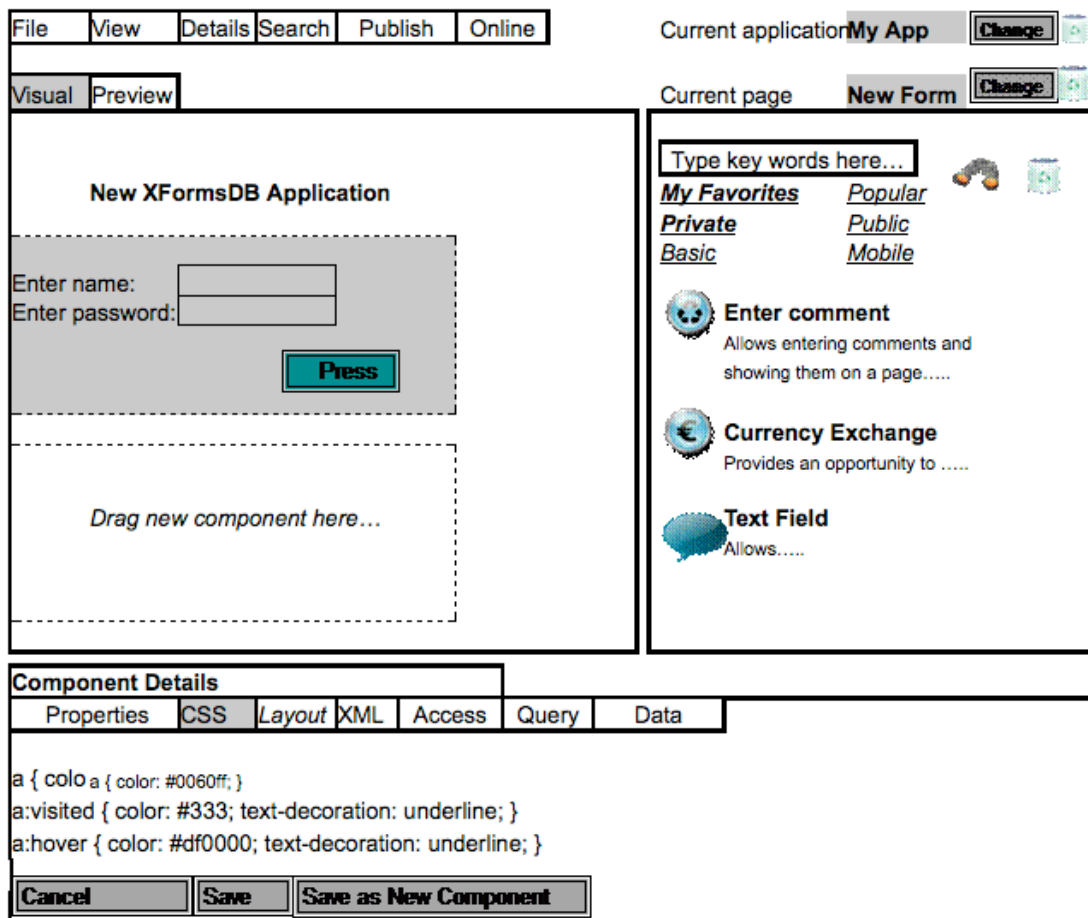 File View Details Search Publish Online
Current application My App Change
Visual Preview
Current page New Form Change
New XFormsDB Application
Enter name:
Enter password:
Press
Drag new component here…
Type key words here…
My Favorites Popular
Private Public
Basic Mobile
Enter comment
Allows entering comments and
showing them on a page…..
Currency Exchange
Provides an opportunity to …..
Text Field
Allows…..
Component Details
Properties CSS Layout XML Access Query Data
a { colo a { color: #0060ff; }
a:visited { color: #333; text-decoration: underline; }
a:hover { color: #df0000; text-decoration: underline; }
Cancel Save Save as New Component